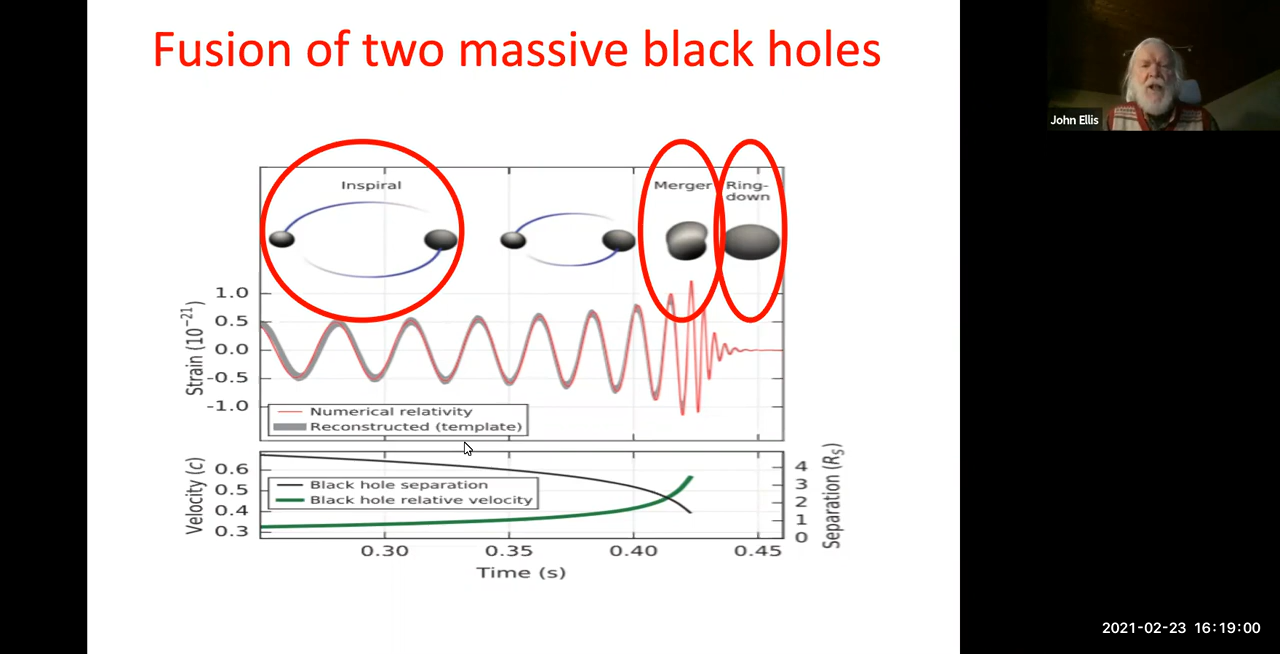 Fusion of two massive black holes
John Ellis
Inspiral
Merger
Ring-
down
Strain (10⁻²¹)
1.0
0.5
0.0
-0.5
-1.0
Numerical relativity
Reconstructed (template)
Velocity (c)
0.6
0.5
0.4
0.3
Black hole separation
Black hole relative velocity
4
3
2
1
0
Separation (R_S)
0.30 0.35 0.40 0.45
Time (s)
2021-02-23 16:19:00